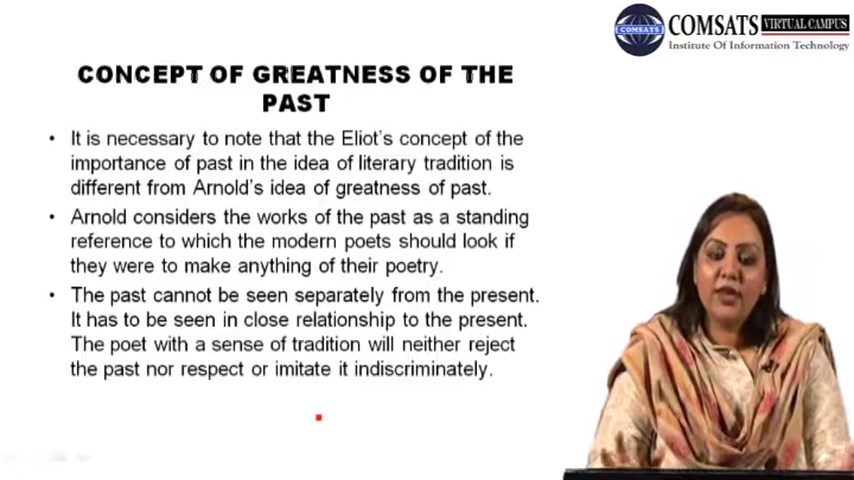 COMSATS VIRTUAL CAMPUS
COMSATS
Institute Of Information Technology
CONCEPT OF GREATNESS OF THE
PAST
• It is necessary to note that the Eliot's concept of the
importance of past in the idea of literary tradition is
different from Arnold's idea of greatness of past.
• Arnold considers the works of the past as a standing
reference to which the modern poets should look if
they were to make anything of their poetry.
• The past cannot be seen separately from the present.
It has to be seen in close relationship to the present.
The poet with a sense of tradition will neither reject
the past nor respect or imitate it indiscriminately.